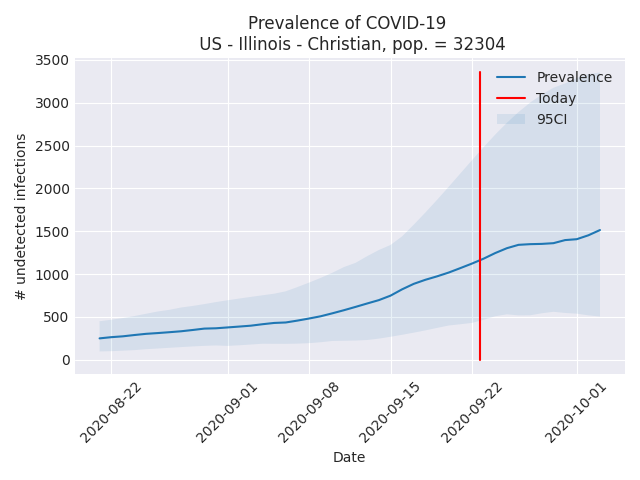 Prevalence of COVID-19
US - Illinois - Christian, pop. = 32304
3500
3000
2500
2000
1500
1000
500
0
# undetected infections
Prevalence
Today
95CI
2020-08-22
2020-09-01
2020-09-08
2020-09-15
2020-09-22
2020-10-01
Date